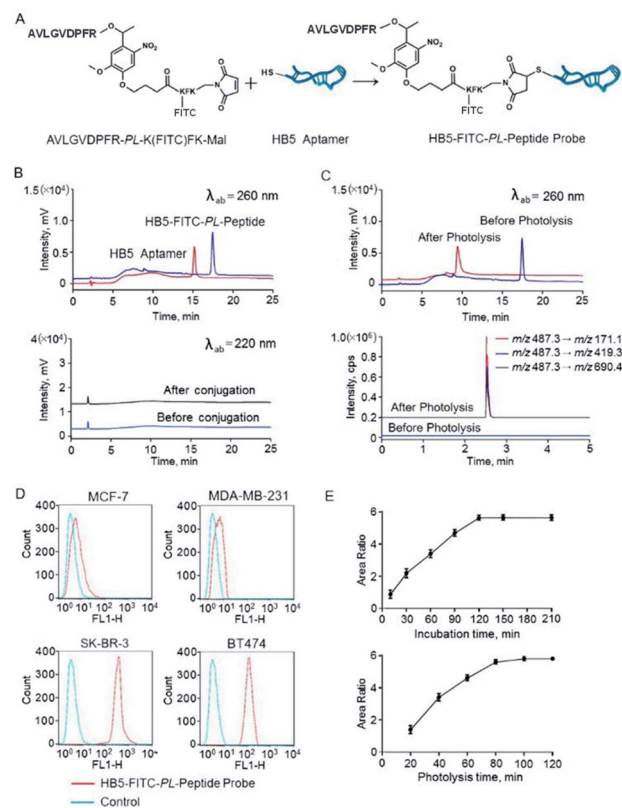 A
AVLGVDPFR
O
NO₂
O
O
O
KFK
N
O
O
FITC
+
HS
AVLGVDPFR
O
NO₂
O
O
O
KFK
N
O
O
S
FITC
AVLGVDPFR-PL-K(FITC)FK-Mal
HB5 Aptamer
HB5-FITC-PL-Peptide Probe
B
1.5(×10⁴)
λab = 260 nm
HB5-FITC-PL-Peptide
HB5 Aptamer
1.0
0.5
0.0
Intensity, mV
0 5 10 15 20 25
Time, min
4(×10⁴)
λab = 220 nm
After conjugation
Before conjugation
2
0
Intensity, mV
0 5 10 15 20 25
Time, min
C
1.5(×10⁴)
λab = 260 nm
Before Photolysis
After Photolysis
1.0
0.5
0.0
Intensity, mV
0 5 10 15 20 25
Time, min
1.0(×10⁶)
m/z 487.3→m/z 171.1
m/z 487.3→m/z 419.3
m/z 487.3→m/z 690.4
0.8
0.6
0.4
0.2
0
Intensity, cps
After Photolysis
Before Photolysis
0 1 2 3 4 5
Time, min
D
MCF-7
400
300
200
100
0
Count
10⁰ 10¹ 10² 10³ 10⁴
FL1-H
MDA-MB-231
400
300
200
100
0
Count
10⁰ 10¹ 10² 10³ 10⁴
FL1-H
SK-BR-3
400
300
200
100
0
Count
10⁰ 10¹ 10² 10³
FL1-H
BT474
400
300
200
100
0
Count
10⁰ 10¹ 10² 10³ 10⁴
FL1-H
HB5-FITC-PL-Peptide Probe
Control
E
6
4
2
0
Area Ratio
0 30 60 90 120 150 180 210
Incubation time, min
6
4
2
0
Area Ratio
0 20 40 60 80 100 120
Photolysis time, min